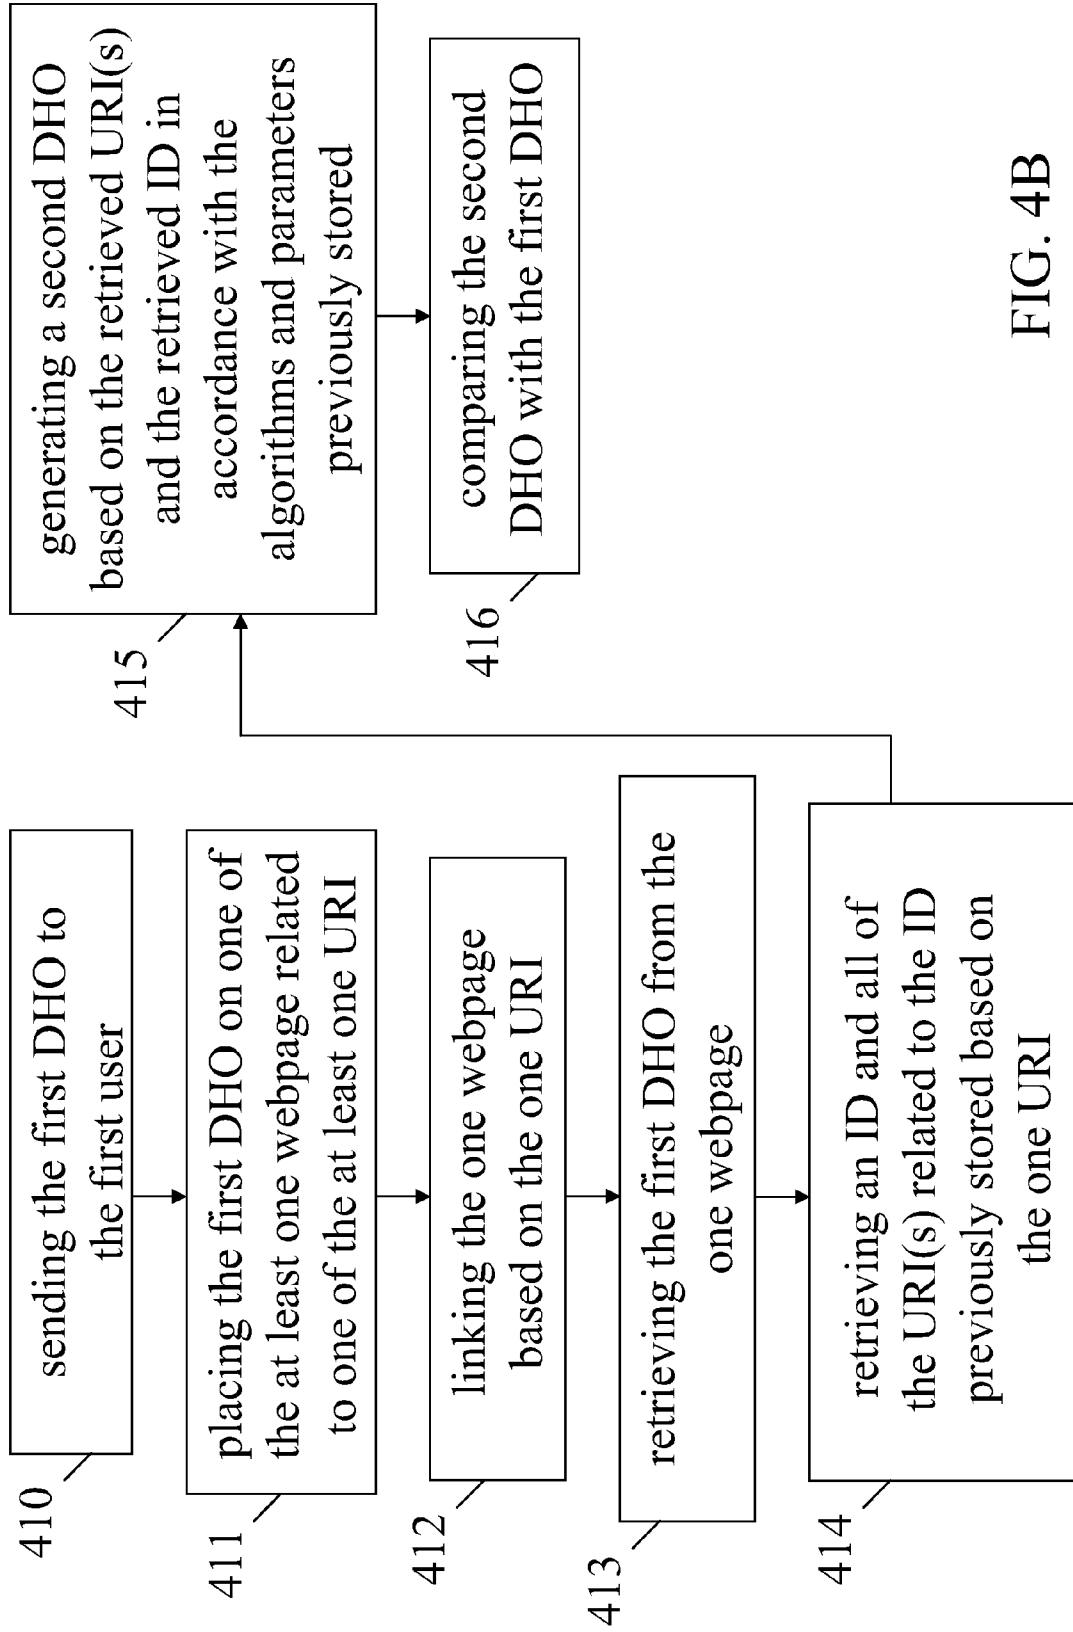 410
sending the first DHO to
the first user
411
placing the first DHO on one of
the at least one webpage related
to one of the at least one URI
412
linking the one webpage
based on the one URI
413
retrieving the first DHO from the
one webpage
414
retrieving an ID and all of
the URI(s) related to the ID
previously stored based on
the one URI
415
generating a second DHO
based on the retrieved URI(s)
and the retrieved ID in
accordance with the
algorithms and parameters
previously stored
416
comparing the second
DHO with the first DHO
FIG. 4B